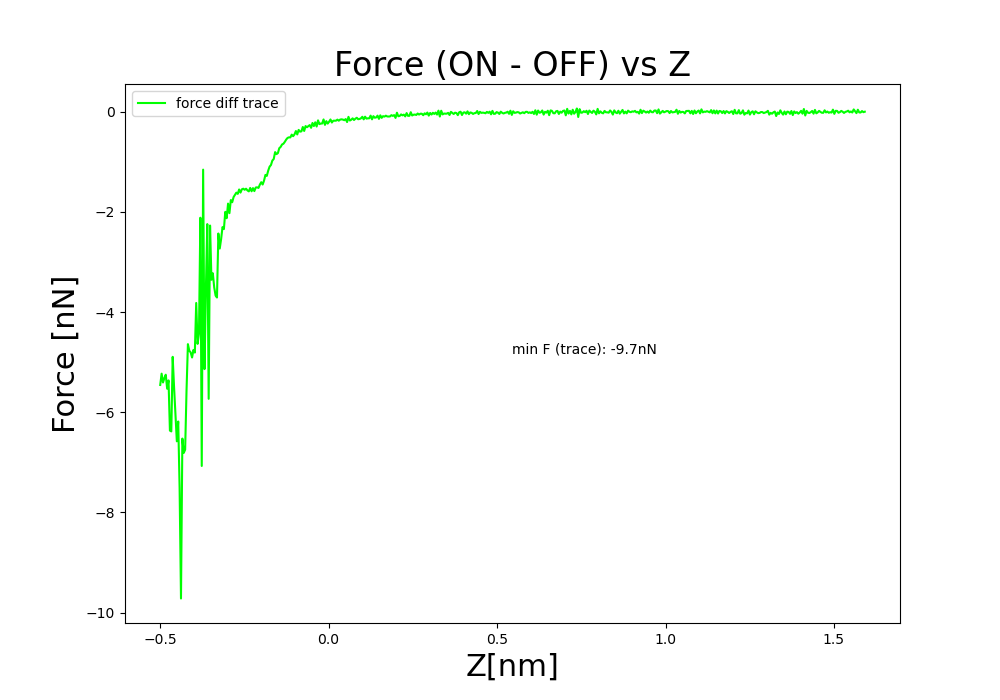 Force (ON - OFF) vs Z
force diff trace
0
−2
−4
−6
−8
−10
Force [nN]
min F (trace): -9.7nN
−0.5
0.0
0.5
1.0
1.5
Z[nm]